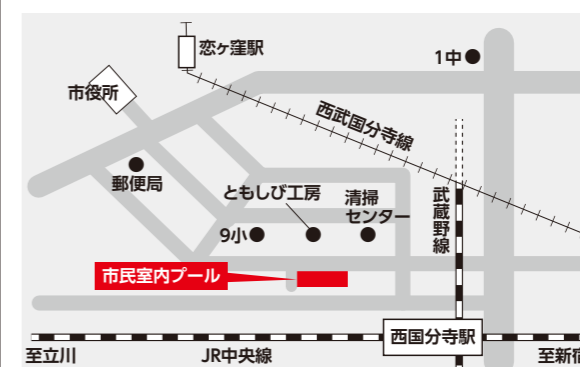 恋ヶ窪駅
1中
市役所
西武国分寺線
郵便局
ともしび工房
清掃
センター
武蔵野線
9小
市民室内プール
西国分寺駅
至立川
JR中央線
至新宿